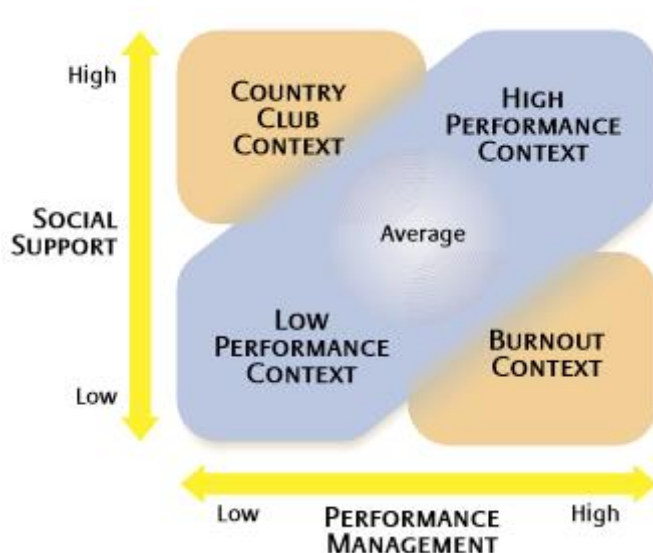 High
COUNTRY
CLUB
CONTEXT
HIGH
PERFORMANCE
CONTEXT
SOCIAL
SUPPORT
Average
LOW
PERFORMANCE
CONTEXT
BURNOUT
CONTEXT
Low
Low
PERFORMANCE
MANAGEMENT
High